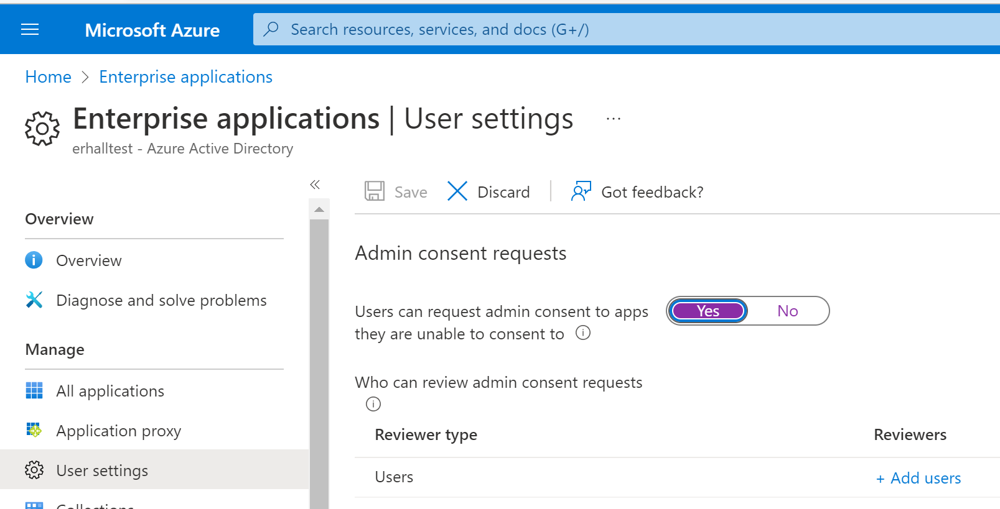 Microsoft Azure
Search resources, services, and docs (G+/)
Home > Enterprise applications
Enterprise applications | User settings ...
erhalltest - Azure Active Directory
«
Save
Discard
Got feedback?
Overview
Overview
Diagnose and solve problems
Manage
All applications
Application proxy
User settings
Collections
Admin consent requests
Users can request admin consent to apps
they are unable to consent to
Yes
No
Who can review admin consent requests
Reviewer type
Reviewers
Users
+ Add users